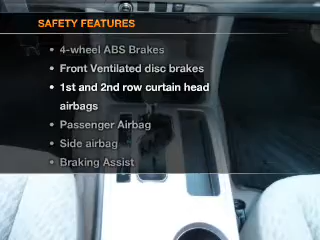 SAFETY FEATURES
• 4-wheel ABS Brakes
• Front Ventilated disc brakes
• 1st and 2nd row curtain head
airbags
• Passenger Airbag
• Side airbag
• Braking Assist